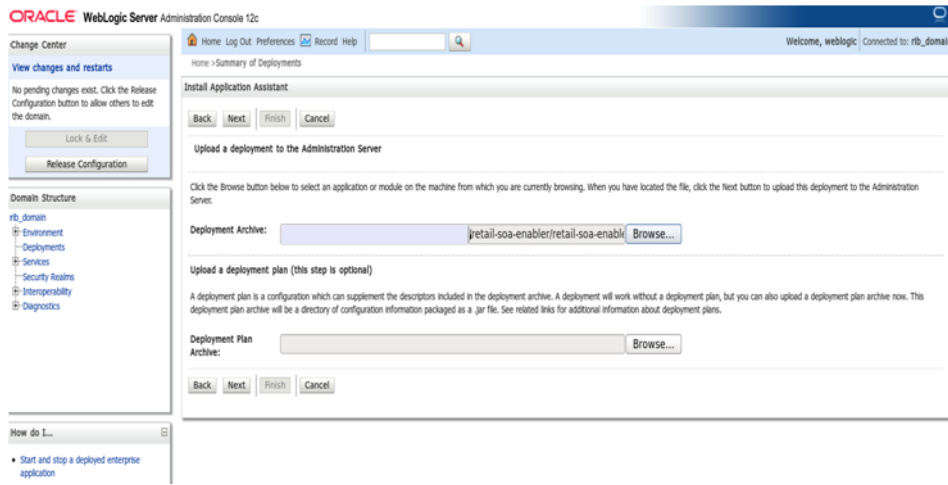 ORACLE WebLogic Server Administration Console 12c
Change Center
View changes and restarts
No pending changes exist. Click the Release
Configuration button to allow others to edit
the domain.
Lock & Edit
Release Configuration
Domain Structure
rib_domain
Environment
Deployments
Services
Security Realms
Interoperability
Diagnostics
How do I...
Start and stop a deployed enterprise
application
Home Log Out Preferences Record Help
Welcome, weblogic Connected to: rib_domai
Home >Summary of Deployments
Install Application Assistant
Back Next Finish Cancel
Upload a deployment to the Administration Server
Click the Browse button below to select an application or module on the machine from which you are currently browsing. When you have located the file, click the Next button to upload this deployment to the Administration
Server.
Deployment Archive: /retail-soa-enabler/retail-soa-enable Browse...
Upload a deployment plan (this step is optional)
A deployment plan is a configuration which can supplement the descriptors included in the deployment archive. A deployment will work without a deployment plan, but you can also upload a deployment plan archive now. This
deployment plan archive will be a directory of configuration information packaged as a .jar file. See related links for additional information about deployment plans.
Deployment Plan
Archive: Browse...
Back Next Finish Cancel